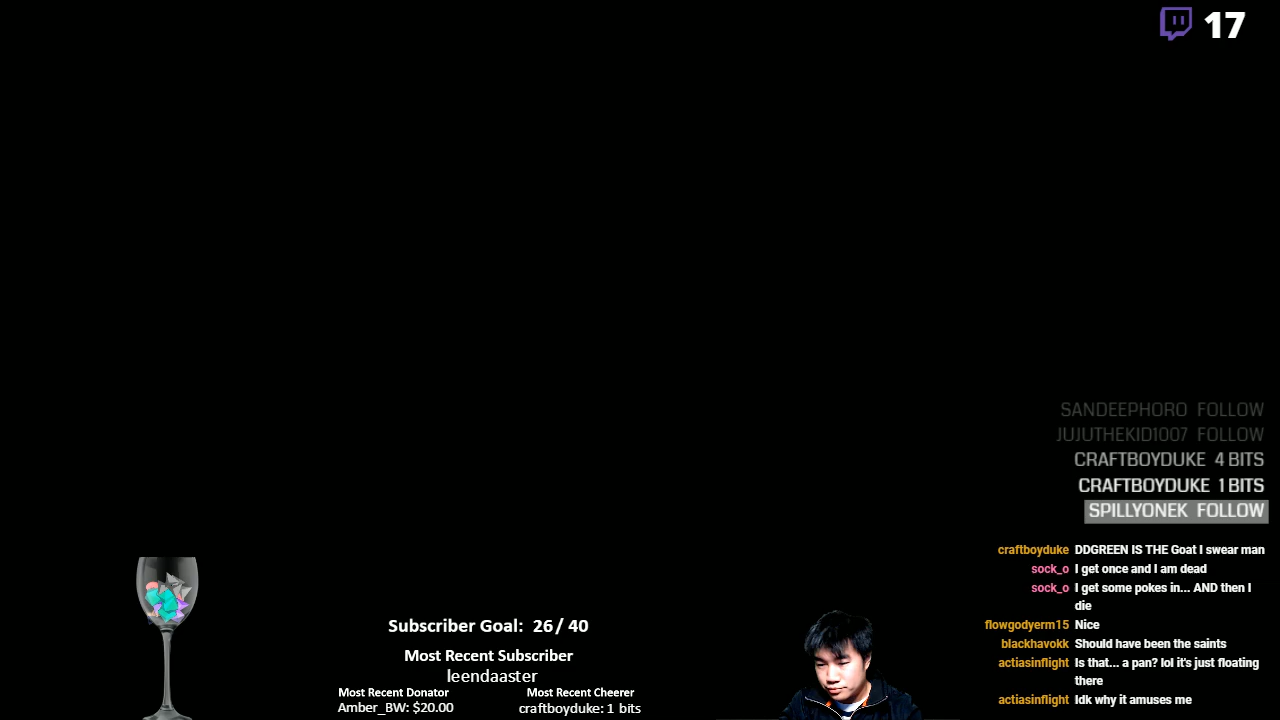 17
SANDEEPHORO FOLLOW
JUJUTHEKID1007 FOLLOW
CRAFTBOYDUKE 4 BITS
CRAFTBOYDUKE 1 BITS
SPILLYONEK FOLLOW
craftboyduke DDGREEN IS THE Goat I swear man
sock_o I get once and I am dead
sock_o I get some pokes in... AND then I
die
flowgodyerm15 Nice
blackhavokk Should have been the saints
actiasinflight Is that... a pan? lol it's just floating
there
actiasinflight Idk why it amuses me
Subscriber Goal: 26 / 40
Most Recent Subscriber
leendaaster
Most Recent Donator
Amber_BW: $20.00
Most Recent Cheerer
craftboyduke: 1 bits